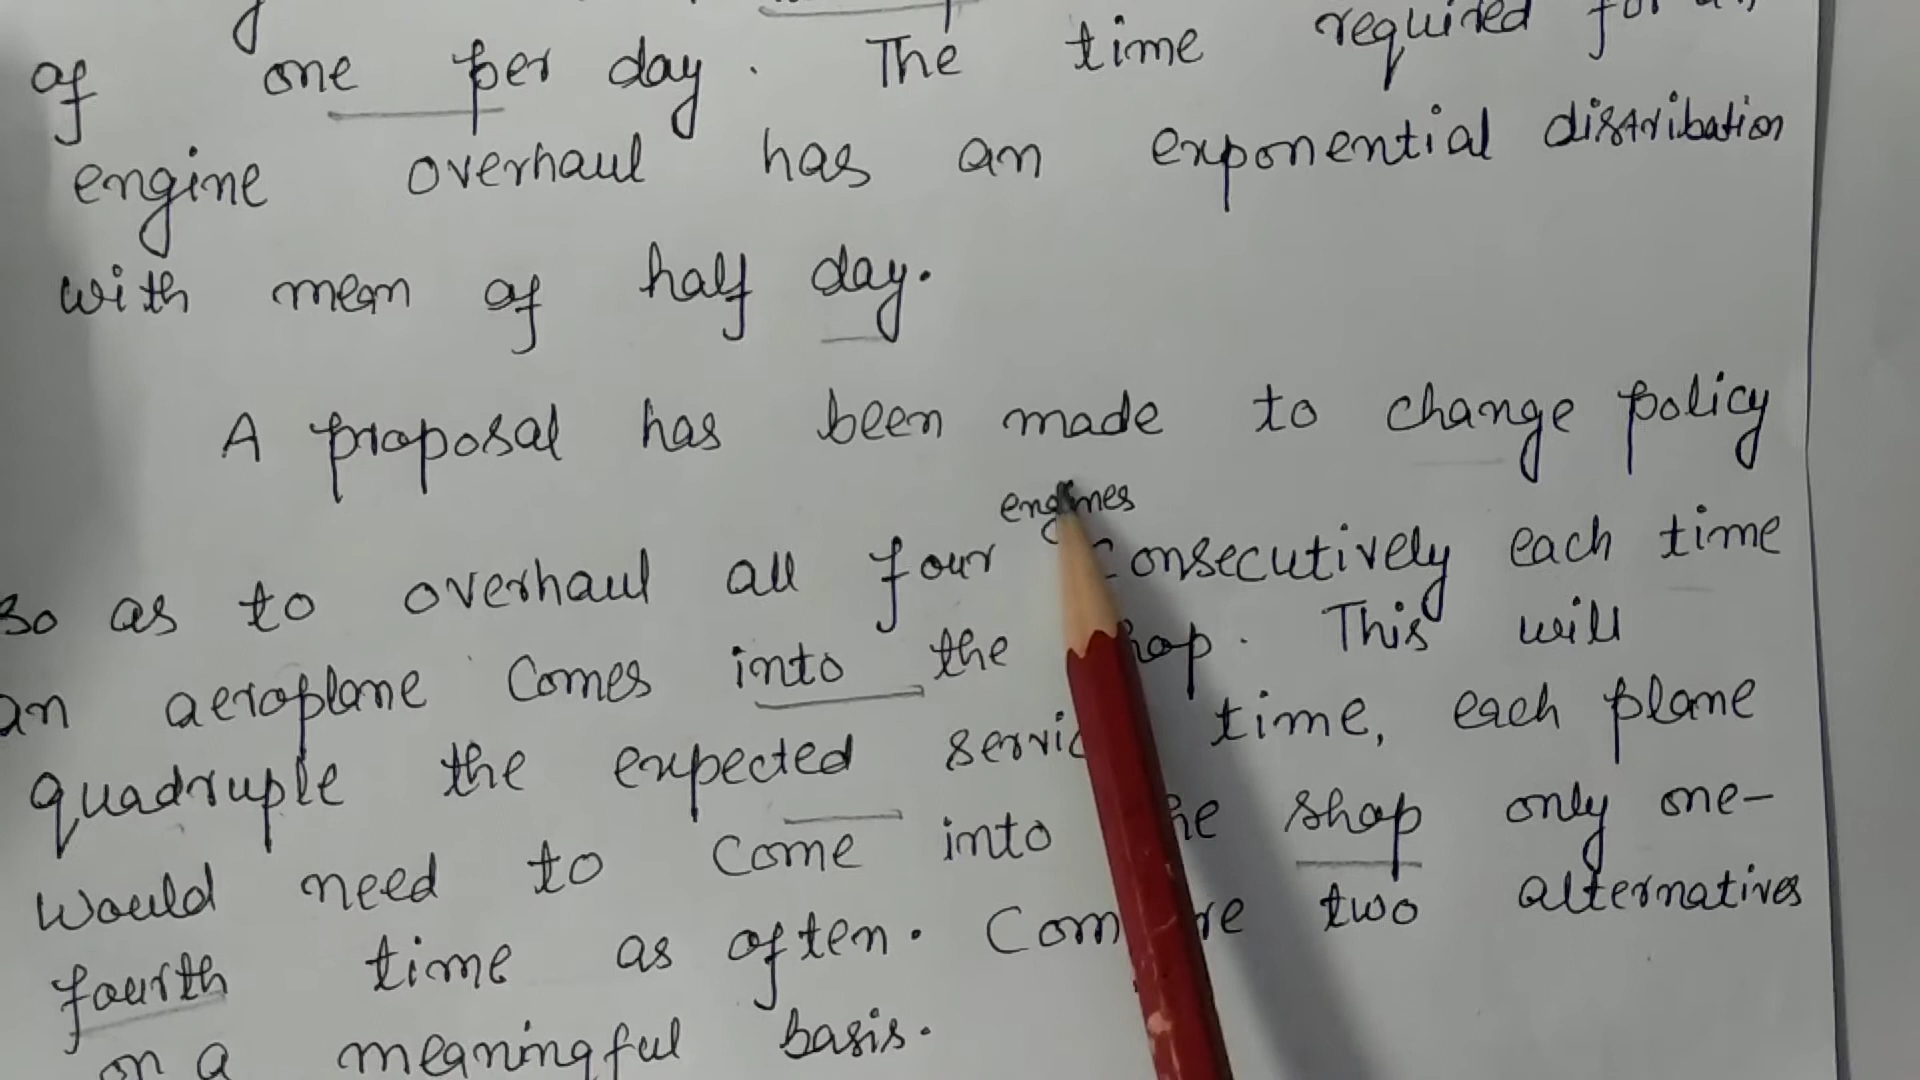 of one per day. The time required for an
engine overhaul has an exponential distribation
with mean of half day.
A proposal has been made to change policy
engines
so as to overhaul all four consecutively each time
an aeroplane comes into the This will
quadruple the expected time, each plane
would need to come into shop only one-
fourth time as often. two alternatives
on a meaningful basis.